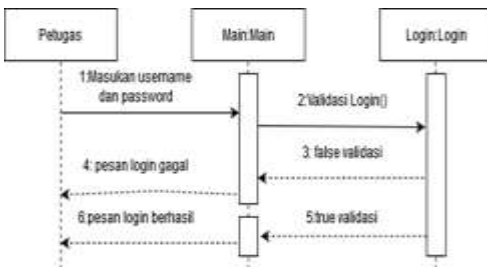 Petugas
Main:Main
Login:Login
1:Masukan username
dan password
2:Validasi Login()
3: false validasi
4: pesan login gagal
5:true validasi
6:pesan login berhasil